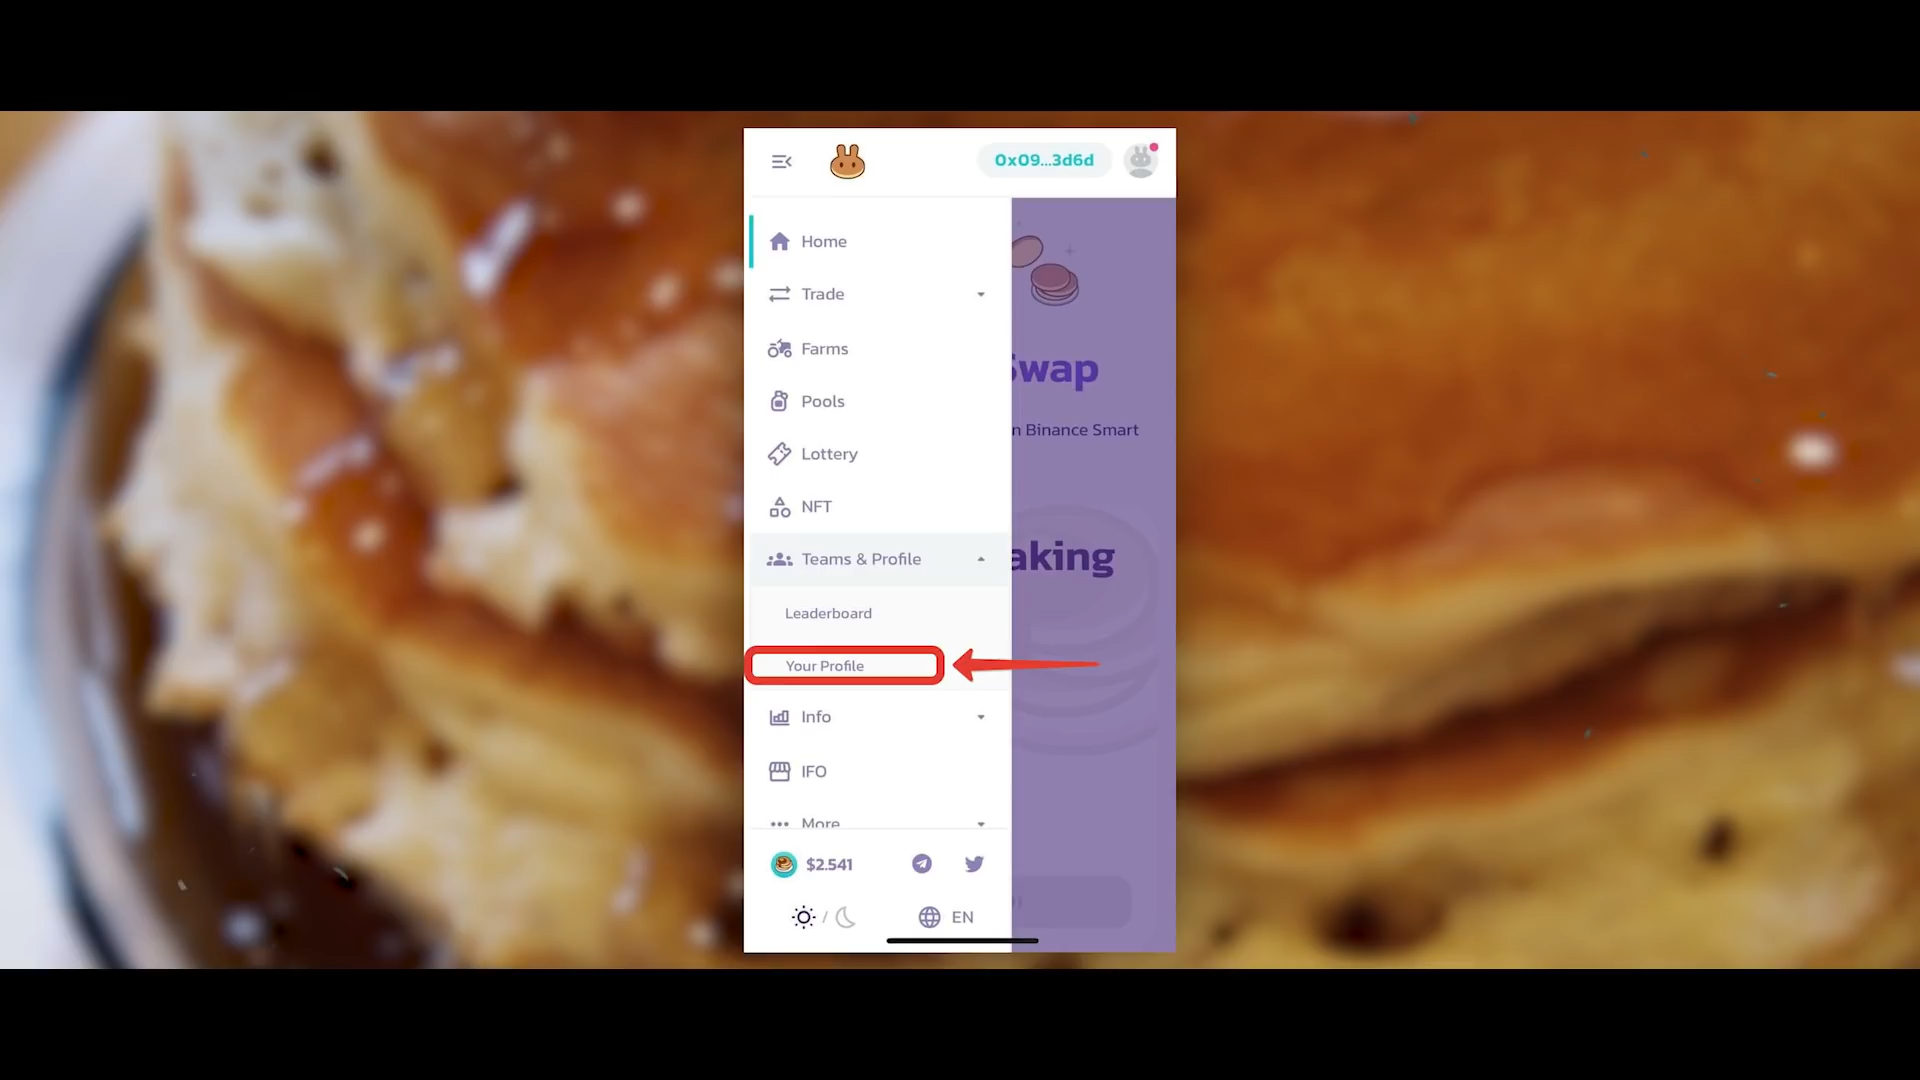 0x09...3d6d
Home
Trade
Farms
Pools
Lottery
NFT
Teams & Profile
Leaderboard
Your Profile
Info
IFO
More
$2.541
/
EN
Swap
n Binance Smart
aking